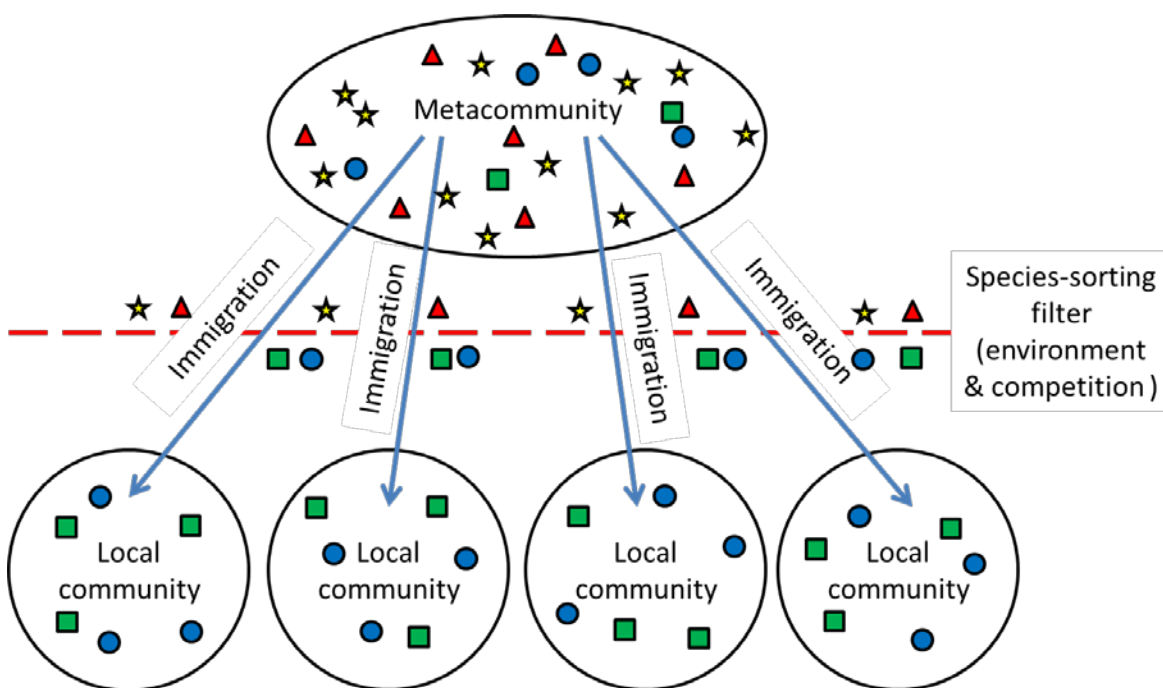 Metacommunity
Immigration
Immigration
Immigration
Immigration
Species-sorting
filter
(environment
& competition )
Local
community
Local
community
Local
community
Local
community